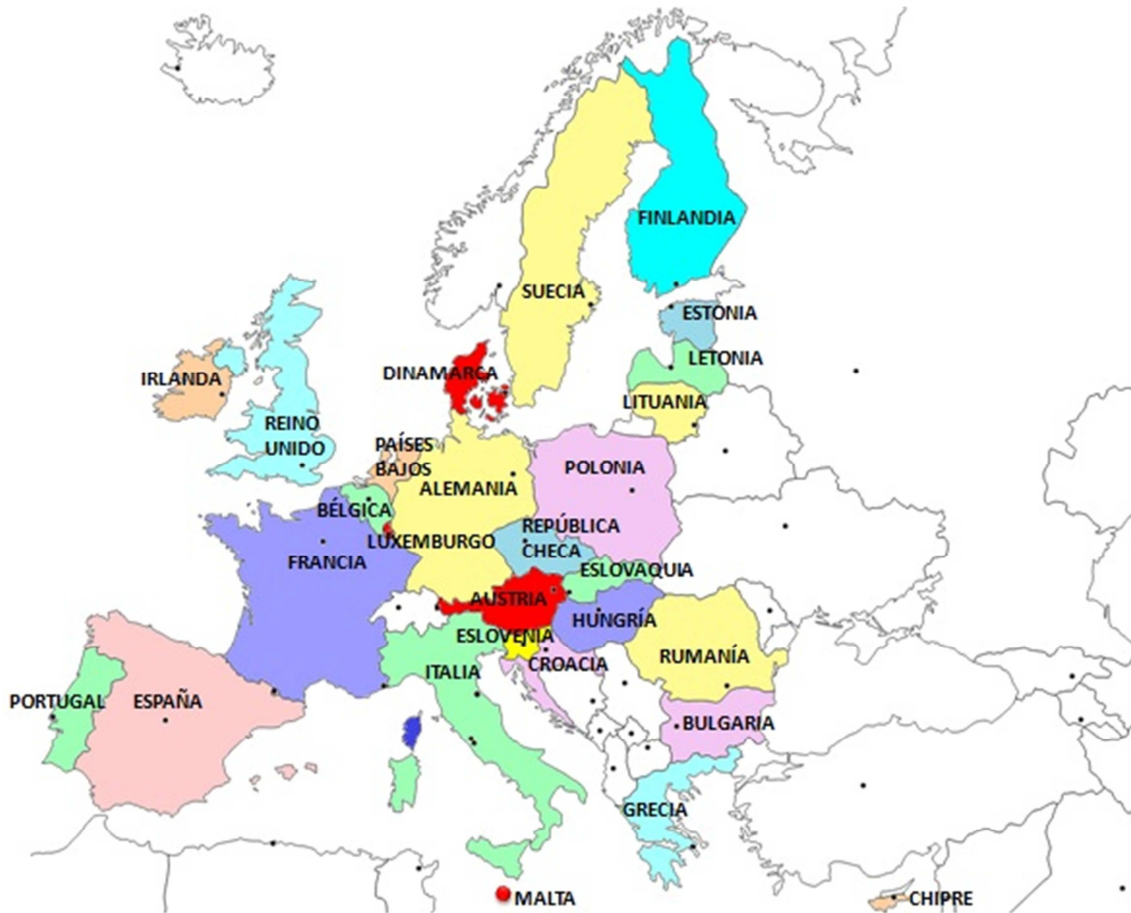 FINLANDIA
SUECIA
ESTONIA
LETONIA
DINAMARCA
IRLANDA
LITUANIA
REINO
UNIDO
PAÍSES
BAJOS
POLONIA
ALEMANIA
BÉLGICA
REPÚBLICA
CHECA
LUXEMBURGO
FRANCIA
ESLOVAQUIA
AUSTRIA
HUNGRÍA
ESLOVENIA
CROACIA
RUMANÍA
ITALIA
PORTUGAL
ESPAÑA
BULGARIA
GRECIA
MALTA
CHIPRE